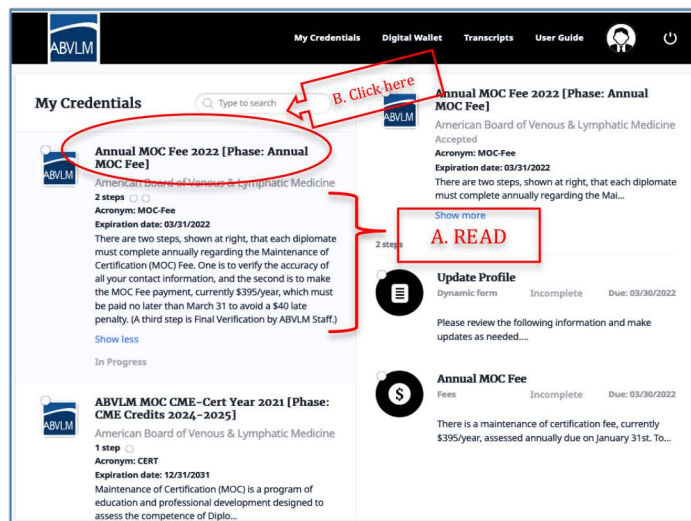 ABVLM
My Credentials Digital Wallet Transcripts User Guide
My Credentials
Type to search
B. Click here
ABVLM
Annual MOC Fee 2022 [Phase: Annual
MOC Fee]
American Board of Venous & Lymphatic Medicine
2 steps
Acronym: MOC-Fee
Expiration date: 03/31/2022
There are two steps, shown at right, that each diplomate
must complete annually regarding the Maintenance of
Certification (MOC) Fee. One is to verify the accuracy of
all your contact information, and the second is to make
the MOC Fee payment, currently $395/year, which must
be paid no later than March 31 to avoid a $40 late
penalty. (A third step is Final Verification by ABVLM Staff.)
Show less
In Progress
ABVLM
ABVLM MOC CME-Cert Year 2021 [Phase:
CME Credits 2024-2025]
American Board of Venous & Lymphatic Medicine
1 step
Acronym: CERT
Expiration date: 12/31/2031
Maintenance of Certification (MOC) is a program of
education and professional development designed to
assess the competence of Diplo...
ABVLM
Annual MOC Fee 2022 [Phase: Annual
MOC Fee]
American Board of Venous & Lymphatic Medicine
Accepted
Acronym: MOC-Fee
Expiration date: 03/31/2022
There are two steps, shown at right, that each diplomate
must complete annually regarding the Mai...
Show more
2 steps
A. READ
Update Profile
Dynamic form Incomplete Due: 03/30/2022
Please review the following information and make
updates as needed....
$
Annual MOC Fee
Fees Incomplete Due: 03/30/2022
There is a maintenance of certification fee, currently
$395/year, assessed annually due on January 31st. To...